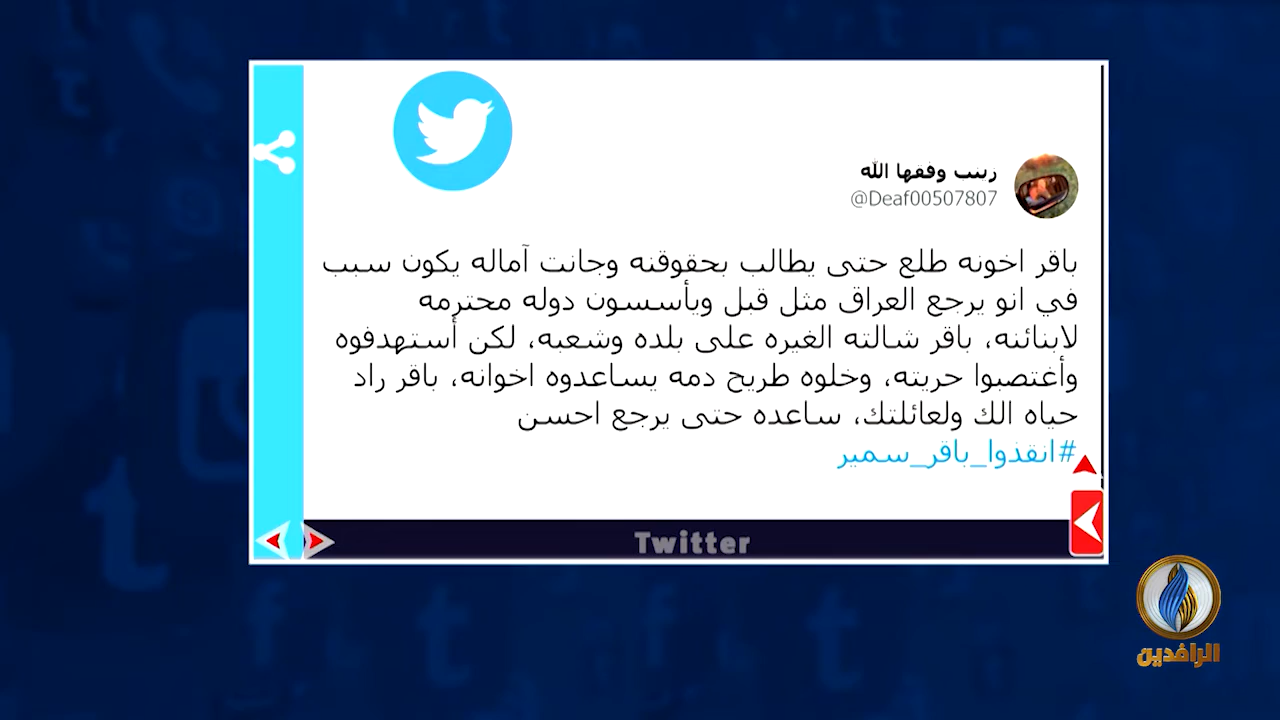 زينب وفقها الله
@Deaf00507807
باقر اخونه طلع حتى يطالب بحقوقنه وجانت آماله يكون سبب
في انو يرجع العراق مثل قبل ويأسسون دوله محترمه
لابنائنه، باقر شالته الغيره على بلده وشعبه، لكن أستهدفوه
وأغتصبوا حريته، وخلوه طريح دمه يساعدوه اخوانه، باقر راد
حياه الك ولعائلتك، ساعده حتى يرجع احسن
#انقذوا_باقر_سمير
Twitter
الرافدين